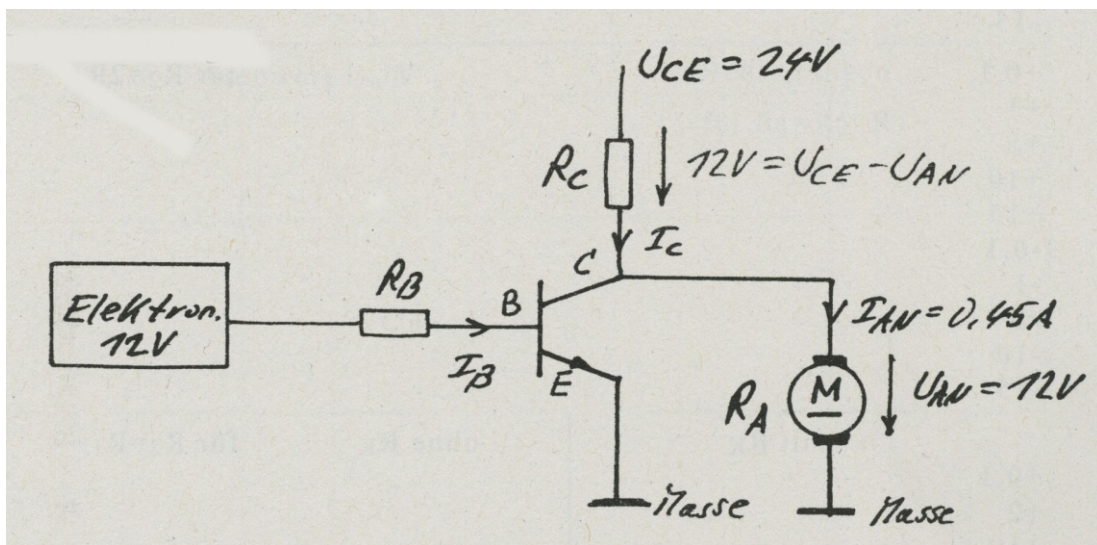 UCE = 24V
RC
12V = UCE - UAN
IC
C
Elektron.
12V
RB
B
IB
E
IAN = 0,45A
RA
M
UAN = 12V
Masse
Masse